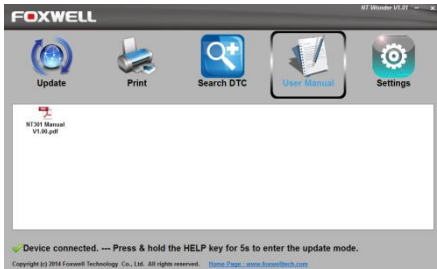 NT Wonder V1.01
FOXWELL
Update
Print
Search DTC
User Manual
Settings
NT301 Manual
V1.00.pdf
Device connected. --- Press & hold the HELP key for 5s to enter the update mode.
Copyright (c) 2014 Foxwell Technology Co., Ltd. All rights reserved. Home Page : www.foxwelltech.com